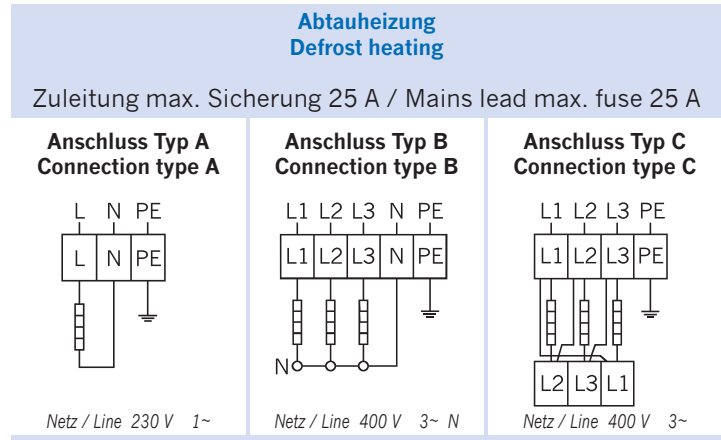 Abtauheizung
Defrost heating
Zuleitung max. Sicherung 25 A / Mains lead max. fuse 25 A
Anschluss Typ A
Connection type A
L N PE
L N PE
Netz / Line 230 V 1~
Anschluss Typ B
Connection type B
L1 L2 L3 N PE
L1 L2 L3 N PE
N
Netz / Line 400 V 3~ N
Anschluss Typ C
Connection type C
L1 L2 L3 PE
L1 L2 L3 PE
L2 L3 L1
Netz / Line 400 V 3~